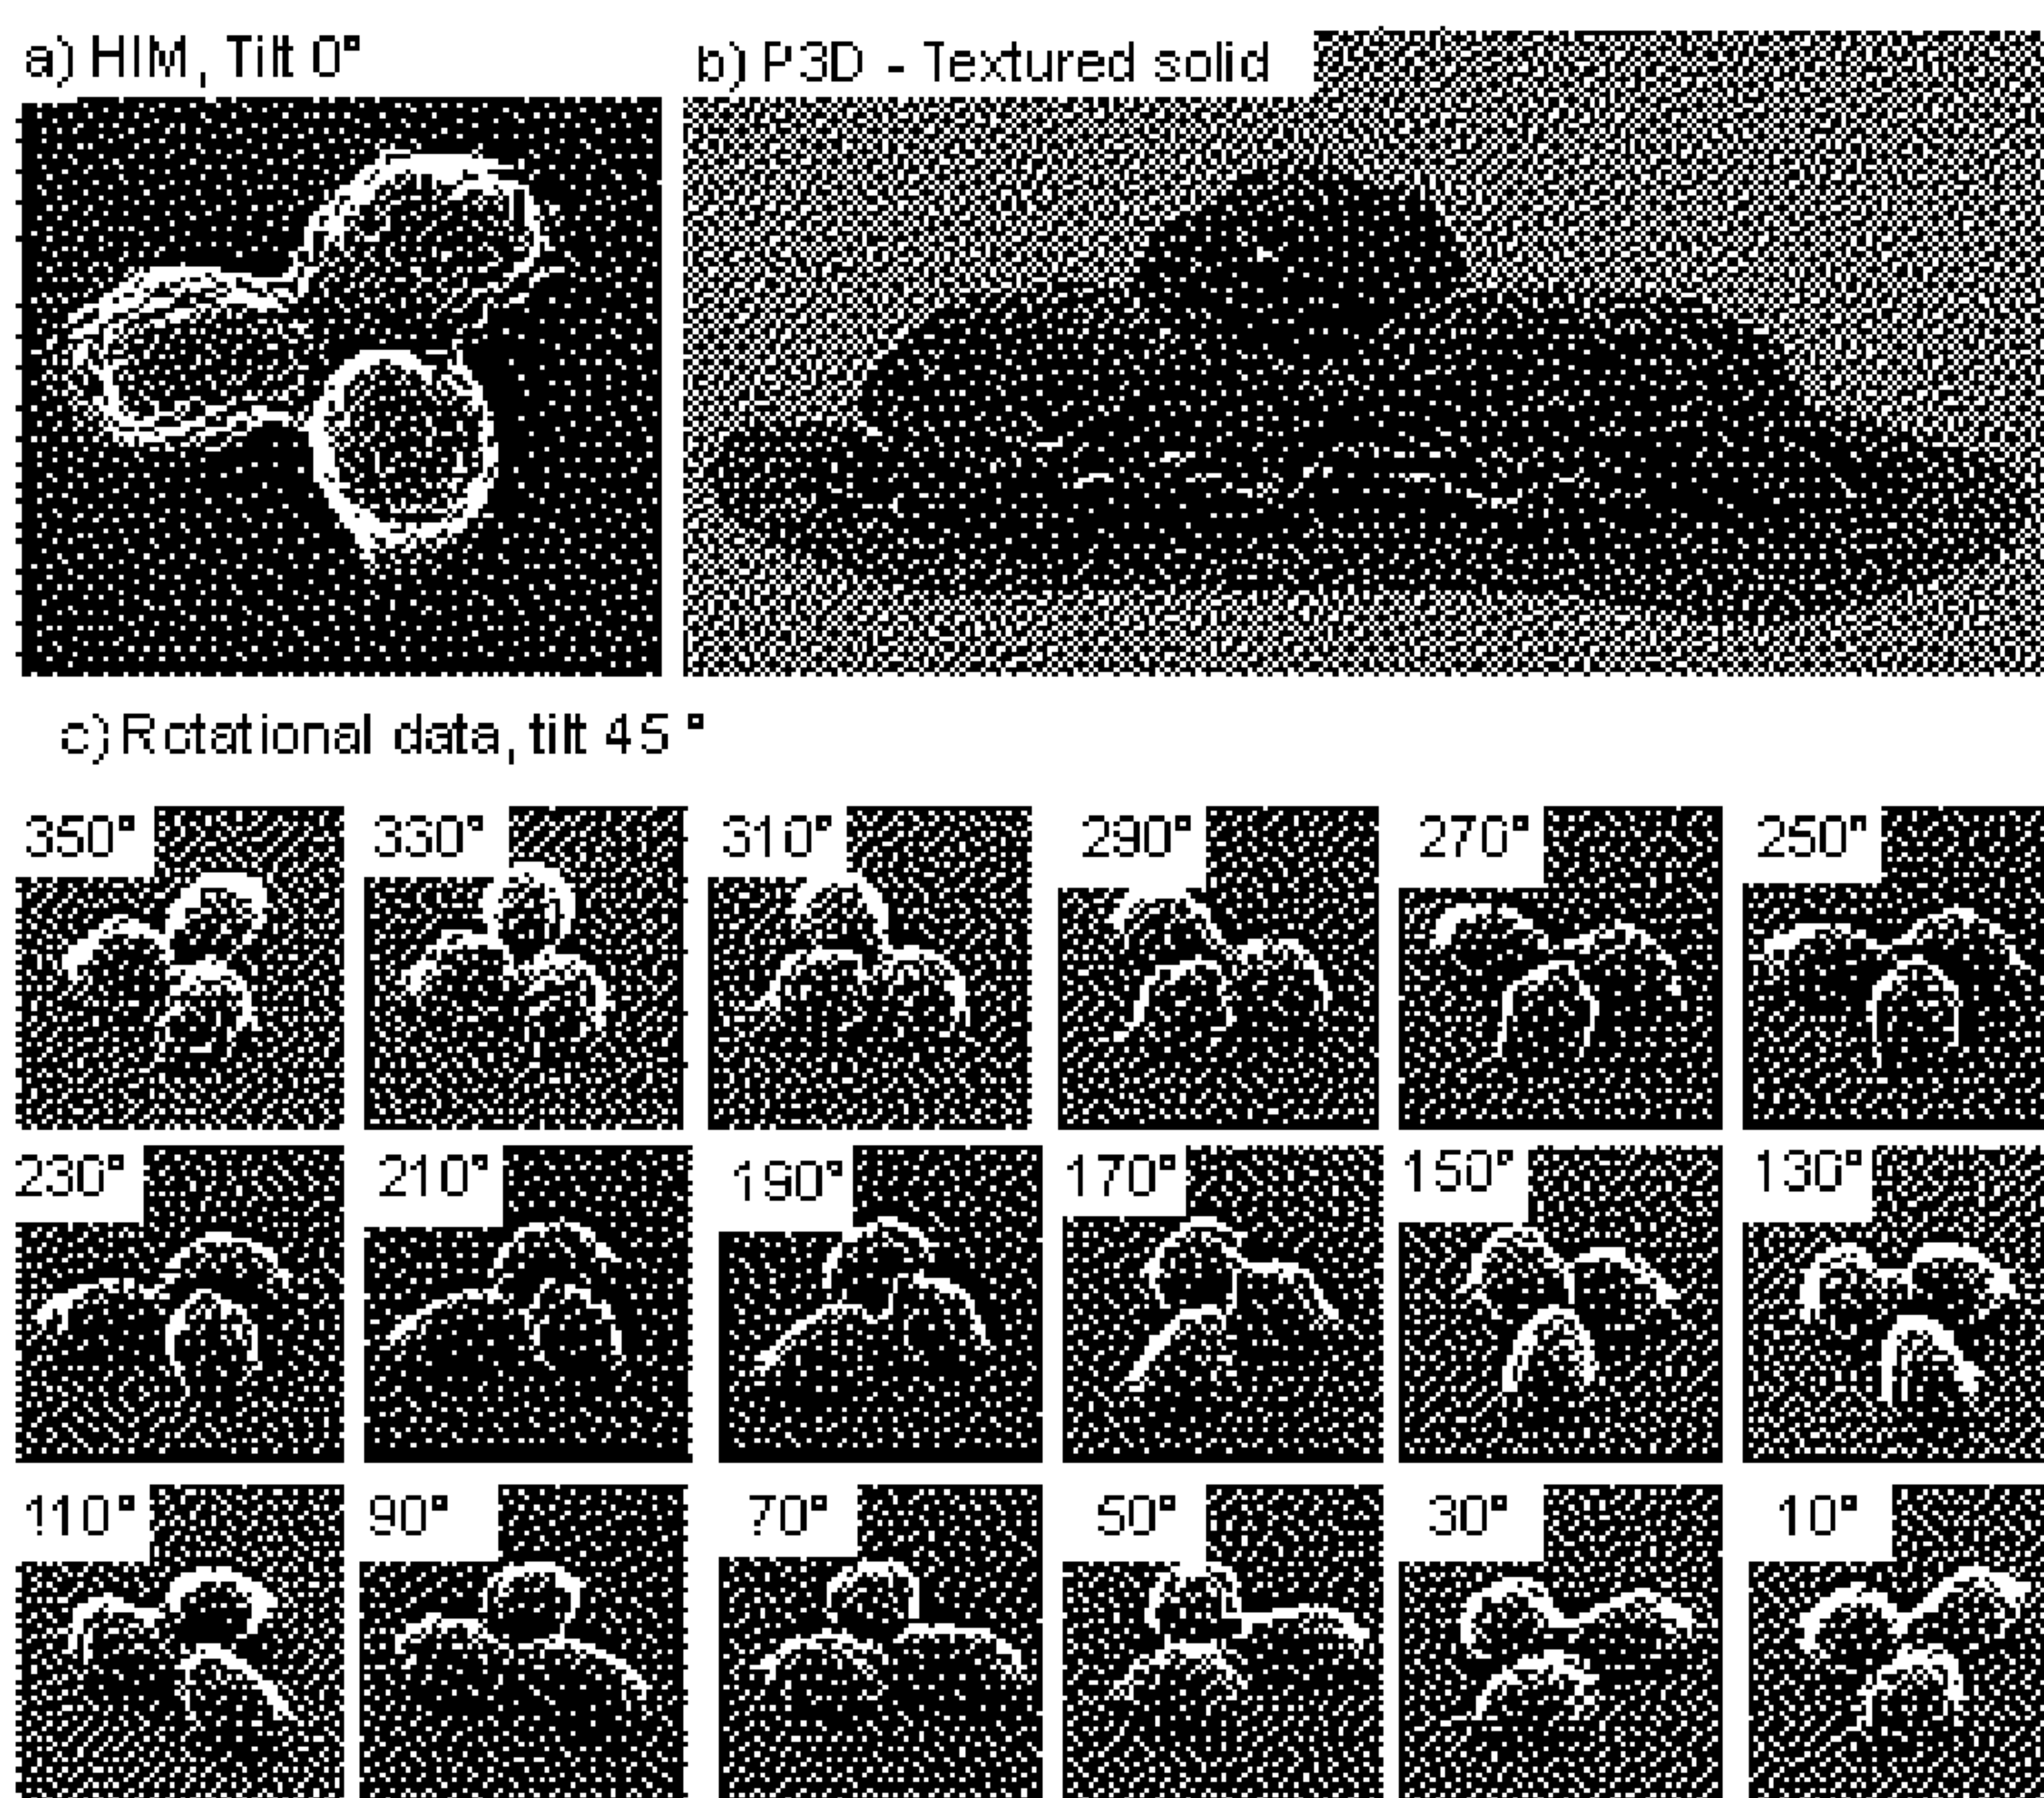 a) HIM, Tilt 0°
b) P3D - Textured solid
c) Rotational data, tilt 45 °
350° 330° 310° 290° 270° 250°
230° 210° 190° 170° 150° 130°
110° 90° 70° 50° 30° 10°